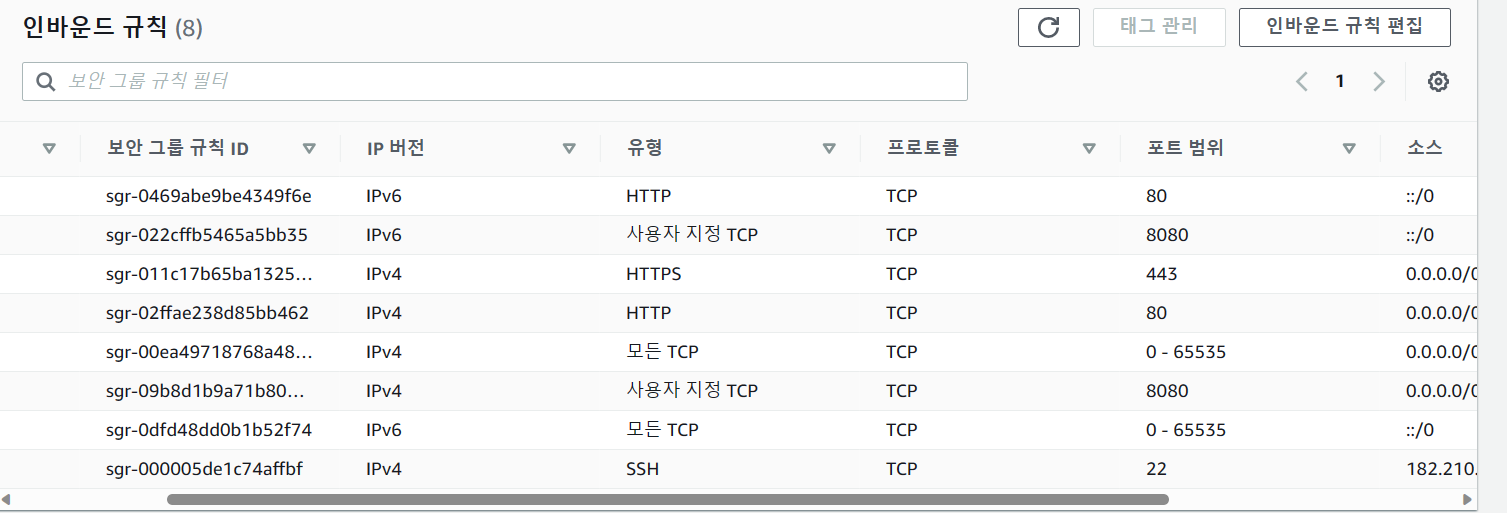 인바운드 규칙 (8)
태그 관리
인바운드 규칙 편집
보안 그룹 규칙 필터
1
보안 그룹 규칙 ID IP 버전 유형 프로토콜 포트 범위 소스
sgr-0469abe9be4349f6e IPv6 HTTP TCP 80 ::/0
sgr-022cffb5465a5bb35 IPv6 사용자 지정 TCP TCP 8080 ::/0
sgr-011c17b65ba1325… IPv4 HTTPS TCP 443 0.0.0.0/0
sgr-02ffae238d85bb462 IPv4 HTTP TCP 80 0.0.0.0/0
sgr-00ea49718768a48… IPv4 모든 TCP TCP 0 - 65535 0.0.0.0/0
sgr-09b8d1b9a71b80… IPv4 사용자 지정 TCP TCP 8080 0.0.0.0/0
sgr-0dfd48dd0b1b52f74 IPv6 모든 TCP TCP 0 - 65535 ::/0
sgr-000005de1c74affbf IPv4 SSH TCP 22 182.210.